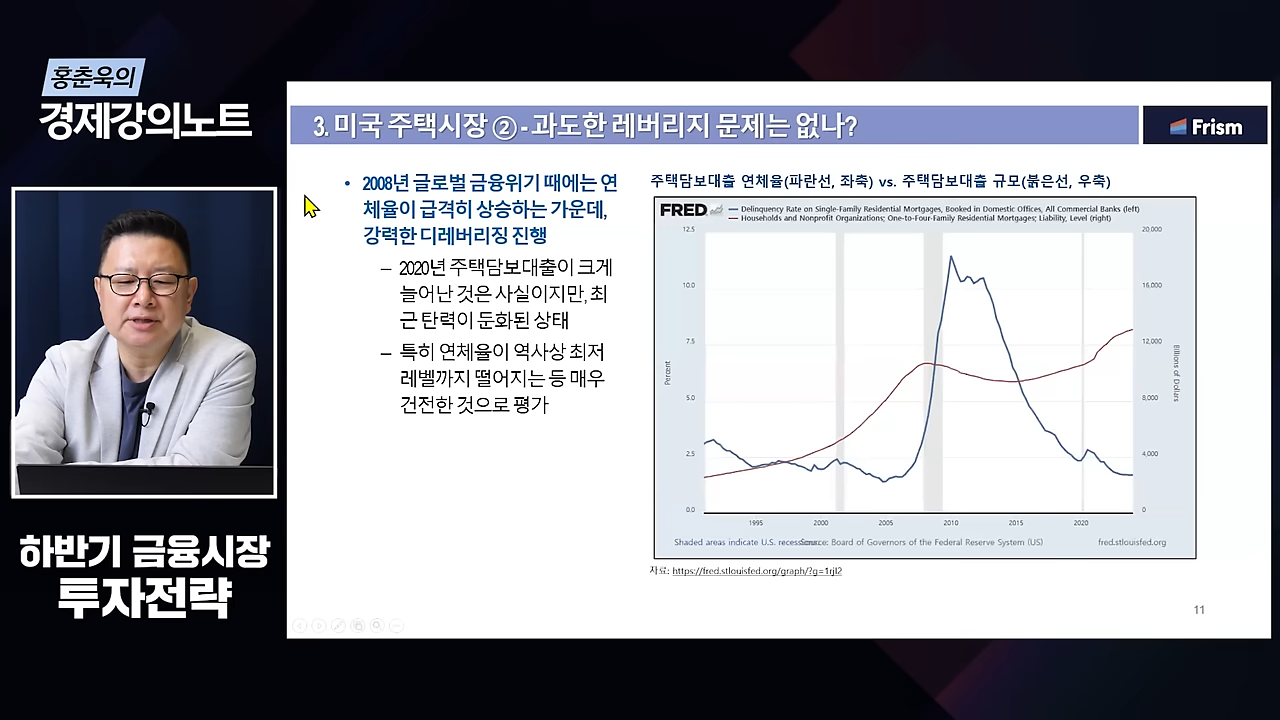 홍춘욱의
경제강의노트
하반기 금융시장
투자전략
3. 미국 주택시장 ② - 과도한 레버리지 문제는 없나?
Frism
• 2008년 글로벌 금융위기 때에는 연
체율이 급격히 상승하는 가운데,
강력한 디레버리징 진행
– 2020년 주택담보대출이 크게
늘어난 것은 사실이지만, 최
근 탄력이 둔화된 상태
– 특히 연체율이 역사상 최저
레벨까지 떨어지는 등 매우
건전한 것으로 평가
주택담보대출 연체율(파란선, 좌축) vs. 주택담보대출 규모(붉은선, 우축)
FRED
Delinquency Rate on Single-Family Residential Mortgages, Booked in Domestic Offices, All Commercial Banks (left)
Households and Nonprofit Organizations; One-to-Four-Family Residential Mortgages; Liability, Level (right)
12.5
10.0
7.5
5.0
2.5
0.0
Percent
20,000
16,000
12,000
8,000
4,000
0
Billions of Dollars
1995 2000 2005 2010 2015 2020
Shaded areas indicate U.S. recessions. Source: Board of Governors of the Federal Reserve System (US) fred.stlouisfed.org
자료: https://fred.stlouisfed.org/graph/?g=1rjI2
11